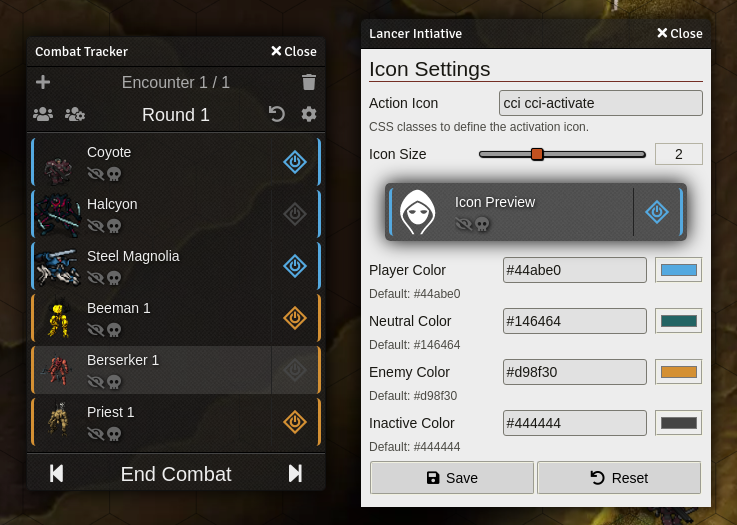 Combat Tracker
Close
Encounter 1 / 1
Round 1
Coyote
Halcyon
Steel Magnolia
Beeman 1
Berserker 1
Priest 1
End Combat
Lancer Intiative
Close
Icon Settings
Action Icon
cci cci-activate
CSS classes to define the activation icon.
Icon Size
2
Icon Preview
Player Color
#44abe0
Default: #44abe0
Neutral Color
#146464
Default: #146464
Enemy Color
#d98f30
Default: #d98f30
Inactive Color
#444444
Default: #444444
Save
Reset